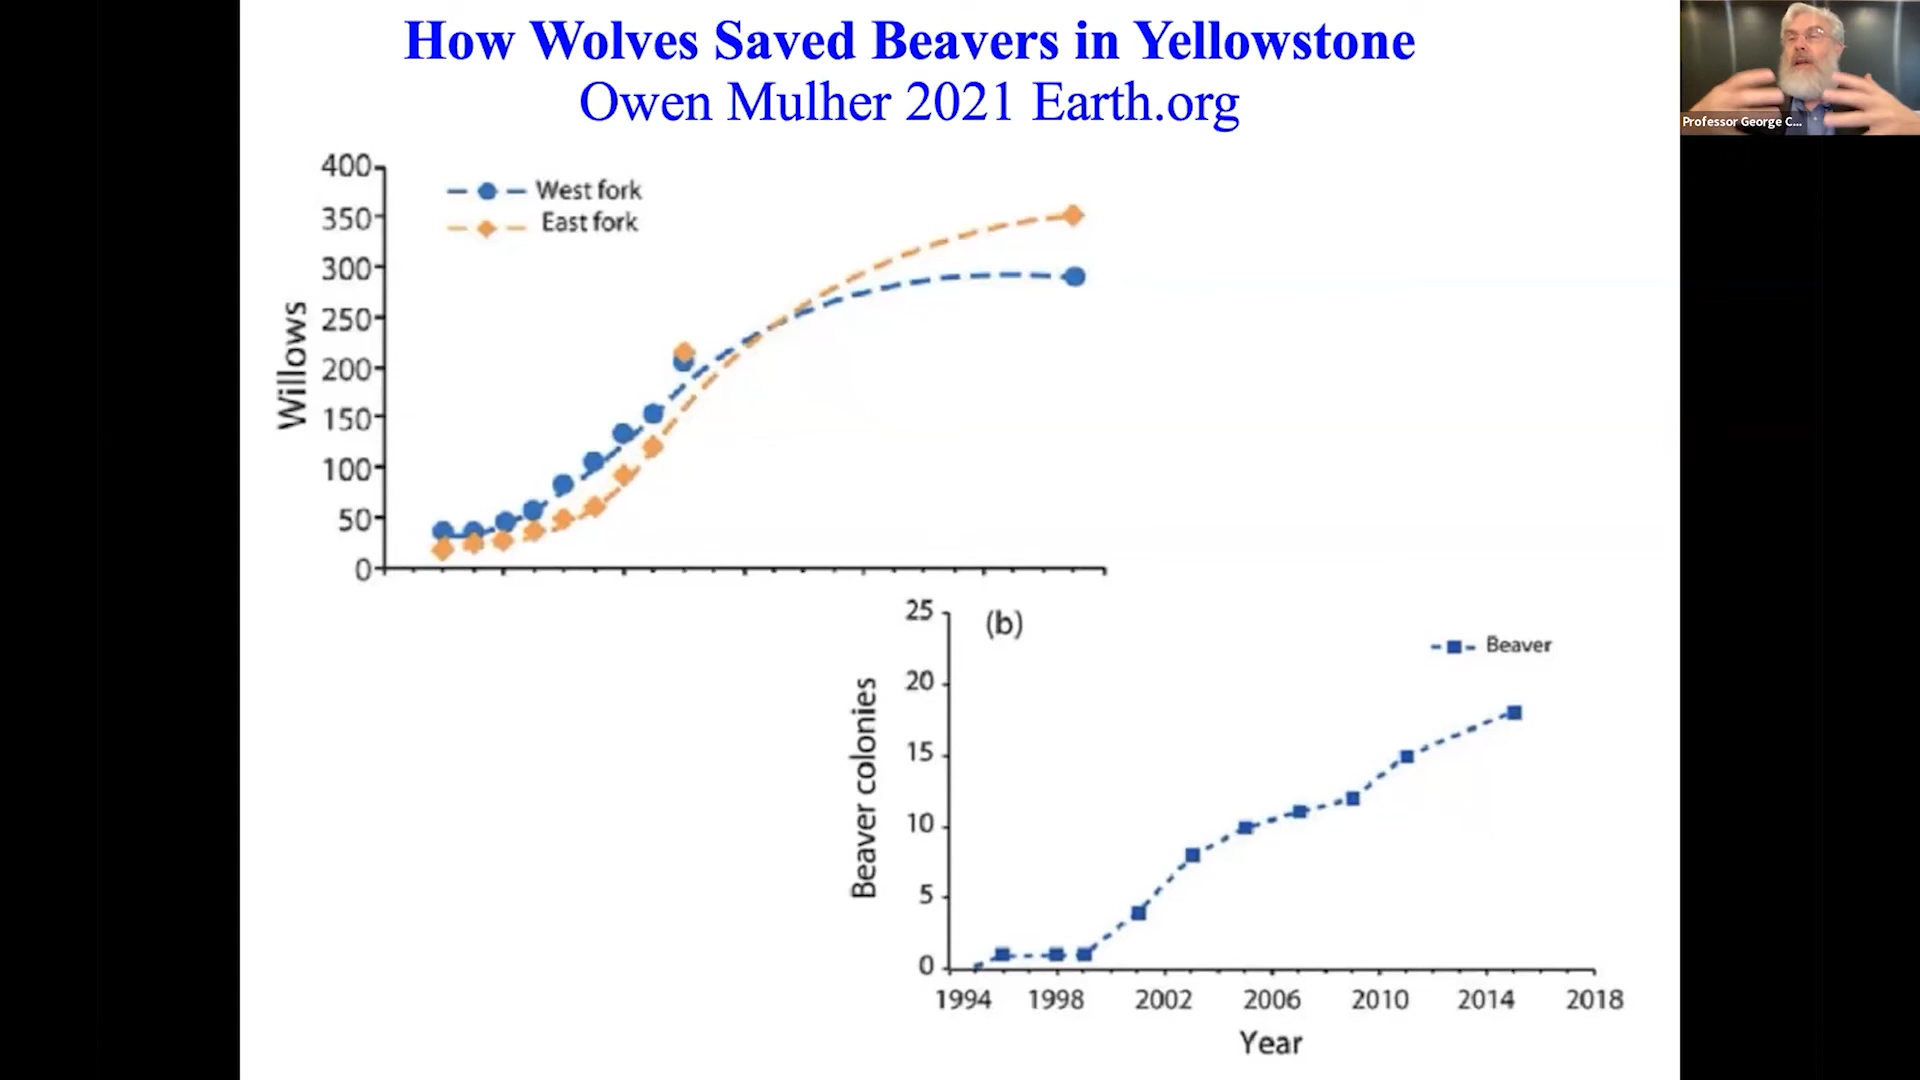 How Wolves Saved Beavers in Yellowstone
Owen Mulher 2021 Earth.org
Professor George C...
400
350
300
250
200
150
100
50
0
Willows
West fork
East fork
(b)
25
20
15
10
5
0
Beaver colonies
Beaver
1994 1998 2002 2006 2010 2014 2018
Year